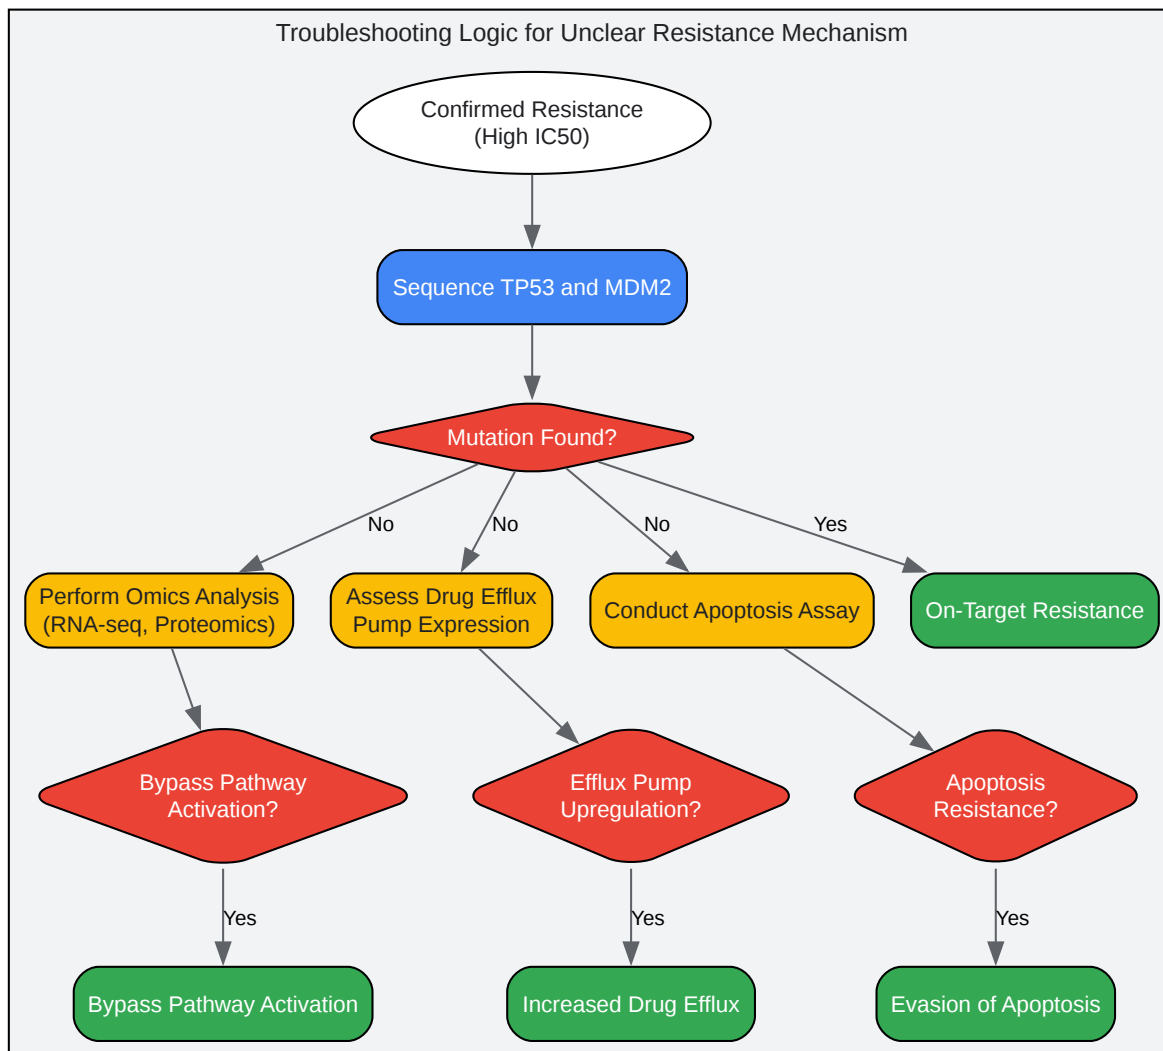 Troubleshooting Logic for Unclear Resistance Mechanism
Confirmed Resistance
(High IC50)
Sequence TP53 and MDM2
Mutation Found?
No
No
No
Yes
Perform Omics Analysis
(RNA-seq, Proteomics)
Assess Drug Efflux
Pump Expression
Conduct Apoptosis Assay
On-Target Resistance
Bypass Pathway
Activation?
Efflux Pump
Upregulation?
Apoptosis
Resistance?
Yes
Yes
Yes
Bypass Pathway Activation
Increased Drug Efflux
Evasion of Apoptosis